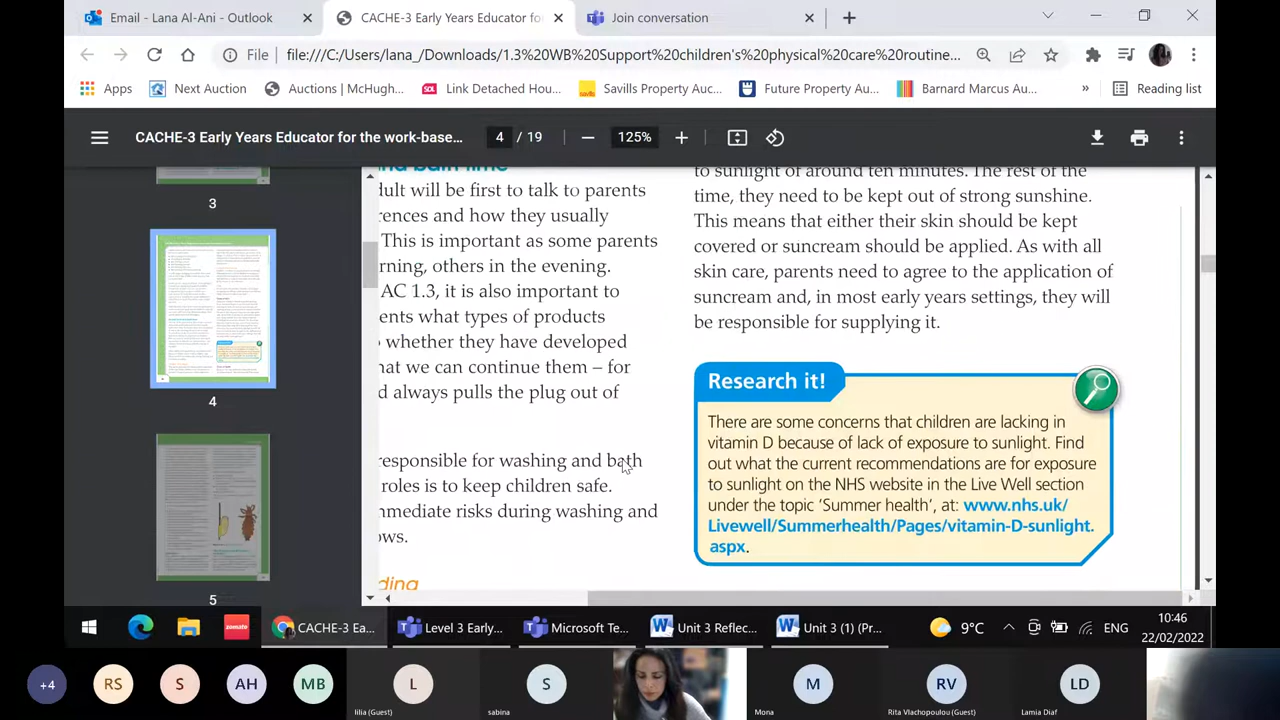 Email - Lana Al-Ani - Outlook
CACHE-3 Early Years Educator fo
Join conversation
File
file:///C:/Users/lana_/Downloads/1.3%20WB%20Support%20children's%20physical%20care%20routine...
Apps
Next Auction
Auctions | McHugh...
Link Detached Hou...
Savills Property Auc...
Future Property Au...
Barnard Marcus Au...
»
Reading list
CACHE-3 Early Years Educator for the work-base...
4 / 19
125%
3
4
5
and bath time
dult will be first to talk to parents
rences and how they usually
This is important as some parents
rning, others in the evening.
AC 1.3, it is also important to
ents what types of products
whether they have developed
hat we can continue them – for
d always pulls the plug out of
responsible for washing and bath
roles is to keep children safe.
mmediate risks during washing and
ows.
ding
to sunlight of around ten minutes. The rest of the
time, they need to be kept out of strong sunshine.
This means that either their skin should be kept
covered or suncream should be applied. As with all
skin care, parents need to agree to the application of
suncream and, in most early years settings, they will
be responsible for supplying it.
Research it!
There are some concerns that children are lacking in
vitamin D because of lack of exposure to sunlight. Find
out what the current recommendations are for exposure
to sunlight on the NHS website in the Live Well section
under the topic 'Summer health', at: www.nhs.uk/
Livewell/Summerhealth/Pages/vitamin-D-sunlight.
aspx.
zomato
CACHE-3 Ea...
Level 3 Early...
Microsoft Te...
Unit 3 Reflec...
Unit 3 (1) (Pr...
9°C
ENG
10:46
22/02/2022
+4
RS
S
AH
MB
L
lilia (Guest)
S
sabina
M
Mona
RV
Rita Vlachopoulou (Guest)
LD
Lamia Diaf